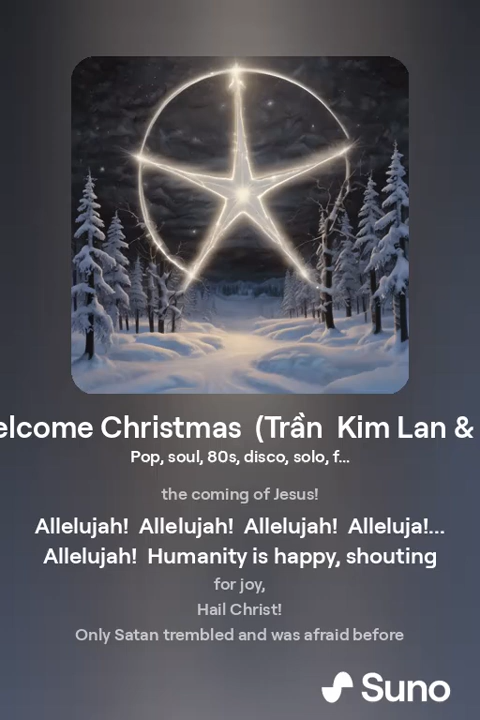 elcome Christmas (Trần Kim Lan &
Pop, soul, 80s, disco, solo, f...
the coming of Jesus!
Allelujah! Allelujah! Allelujah! Alleluja!...
Allelujah! Humanity is happy, shouting
for joy,
Hail Christ!
Only Satan trembled and was afraid before
Suno